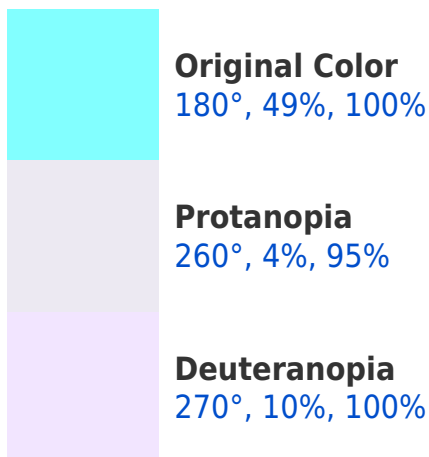 Original Color
180°, 49%, 100%
Protanopia
260°, 4%, 95%
Deuteranopia
270°, 10%, 100%